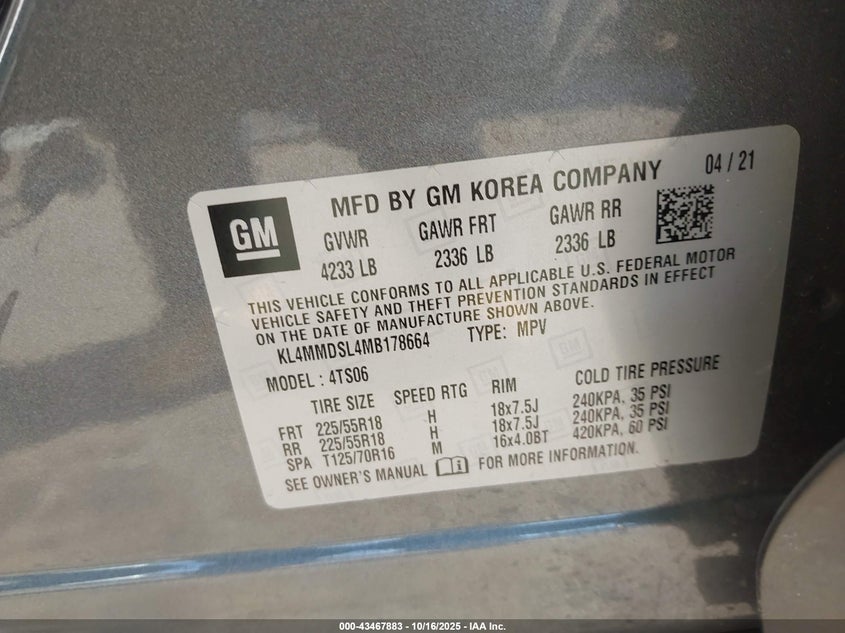 MFD BY GM KOREA COMPANY 04 / 21
GM
GVWR GAWR FRT GAWR RR
4233 LB 2336 LB 2336 LB
THIS VEHICLE CONFORMS TO ALL APPLICABLE U.S. FEDERAL MOTOR
VEHICLE SAFETY AND THEFT PREVENTION STANDARDS IN EFFECT
ON THE DATE OF MANUFACTURE SHOWN ABOVE.
KL4MMDSL4MB178664 TYPE: MPV
MODEL : 4TS06
TIRE SIZE SPEED RTG RIM COLD TIRE PRESSURE
FRT 225/55R18 H 18x7.5J 240KPA, 35 PSI
RR 225/55R18 H 18x7.5J 240KPA, 35 PSI
SPA T125/70R16 M 16x4.0BT 420KPA, 60 PSI
SEE OWNER'S MANUAL FOR MORE INFORMATION.
000-43467883 - 10/16/2025 - IAA Inc.